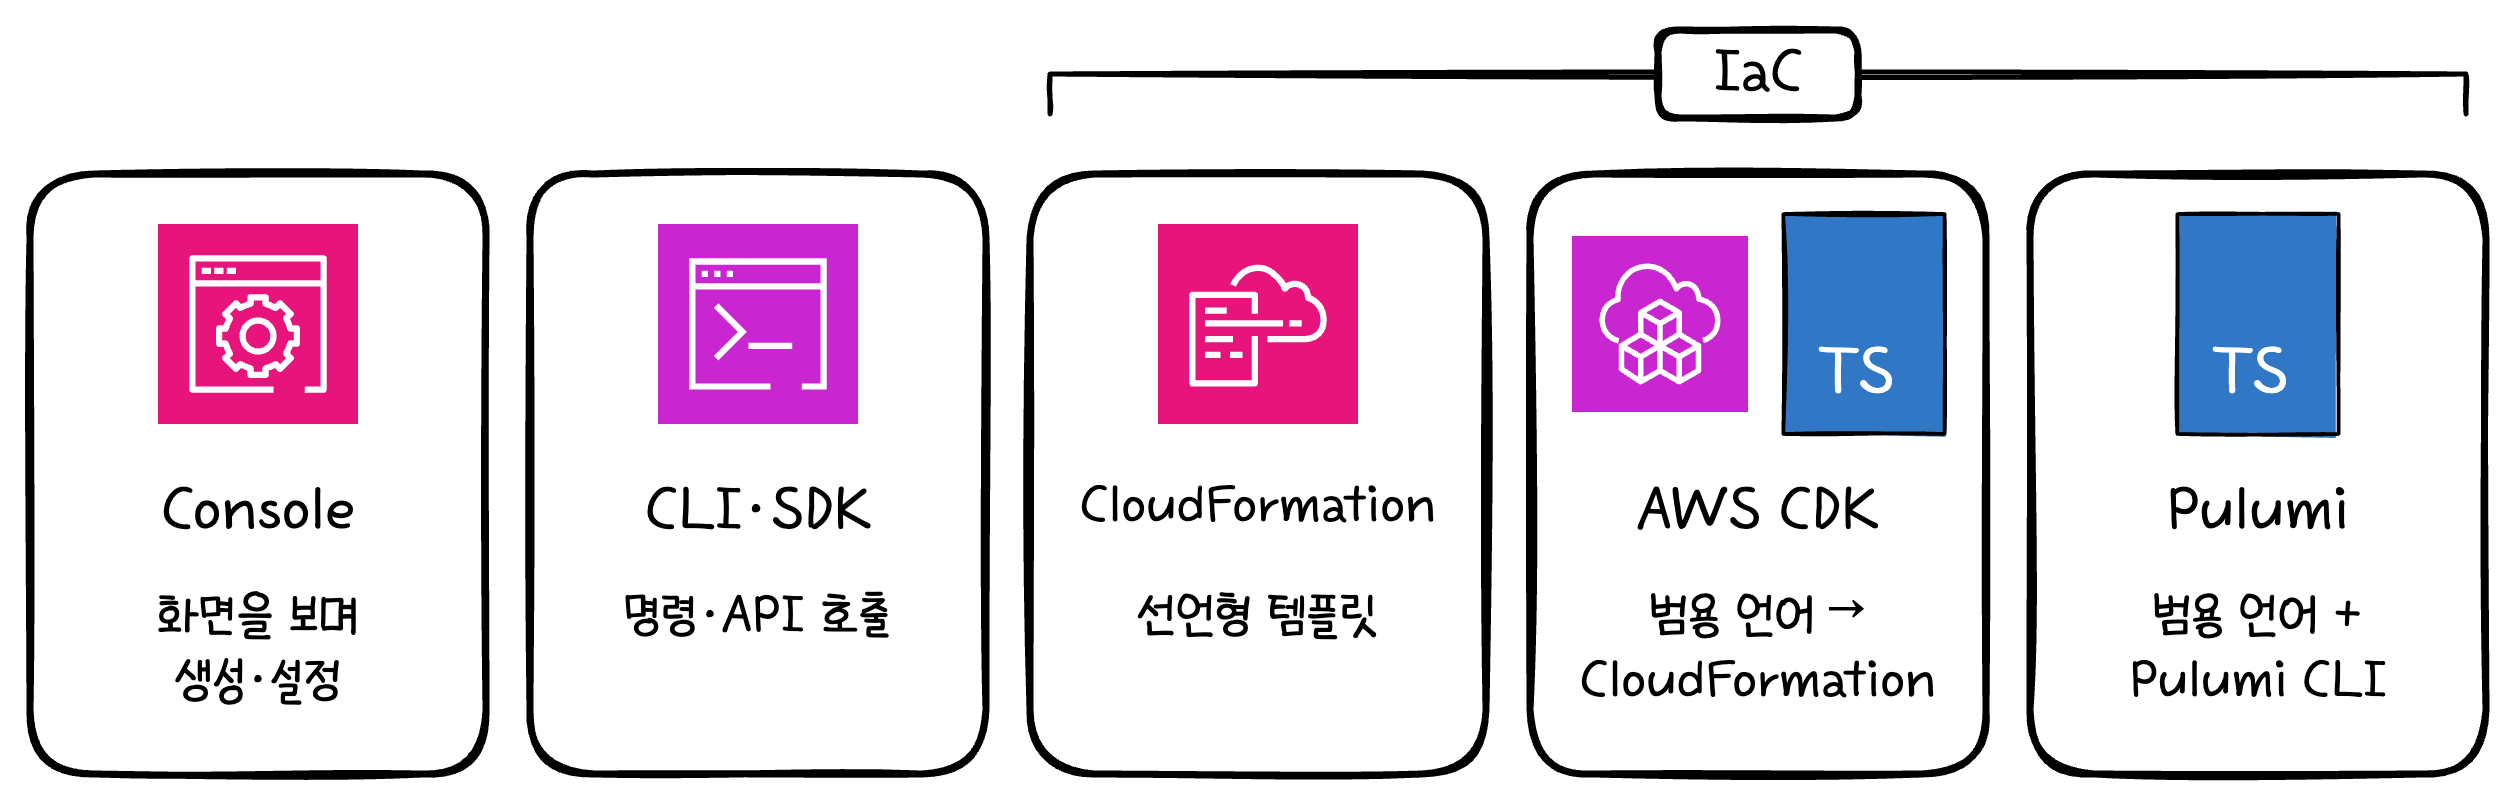 IaC
Console
화면을 보며
생성·설정
CLI·SDK
명령·API 호출
CloudFormation
선언형 템플릿
TS
AWS CDK
범용 언어 →
CloudFormation
TS
Pulumi
범용 언어 +
Pulumi CLI